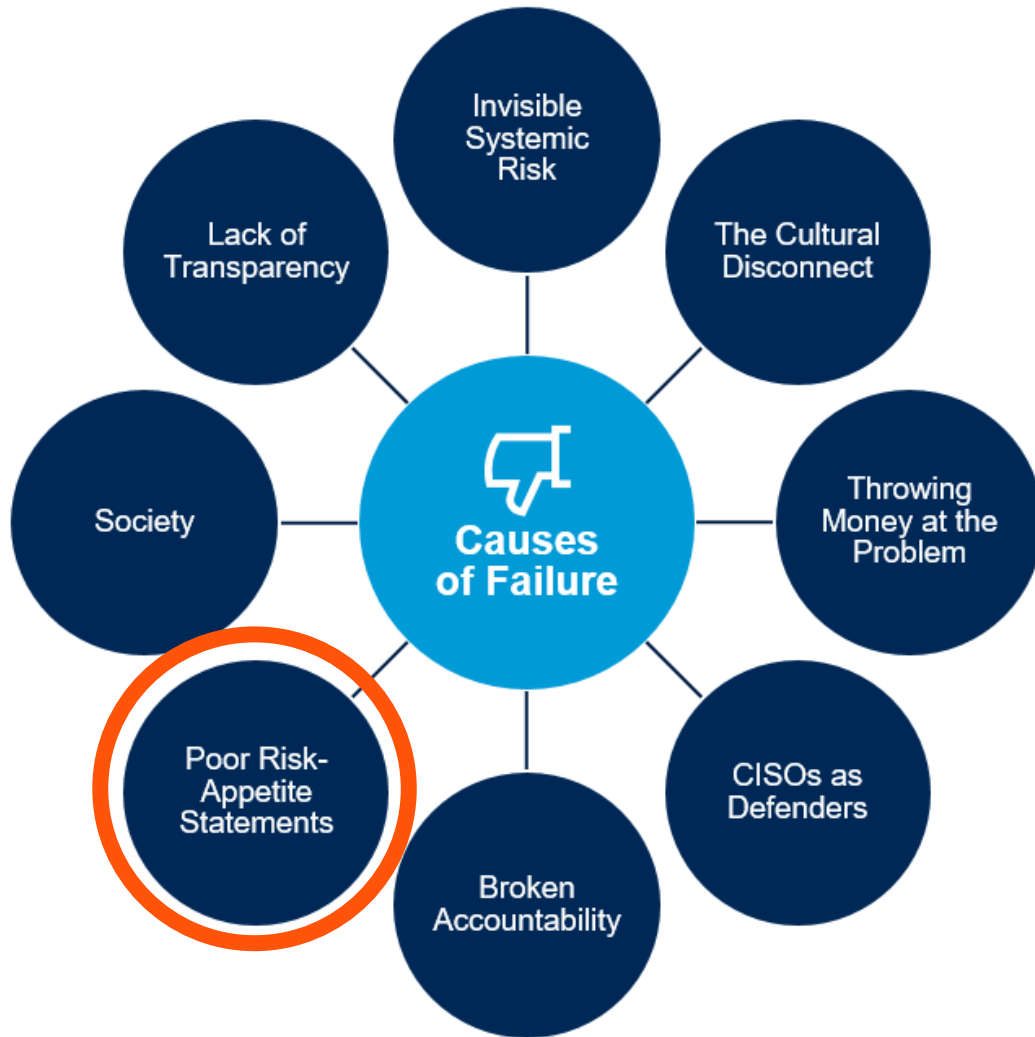 Invisible
Systemic
Risk
The Cultural
Disconnect
Throwing
Money at the
Problem
CISOs as
Defenders
Broken
Accountability
Poor Risk-
Appetite
Statements
Society
Lack of
Transparency
Causes
of Failure